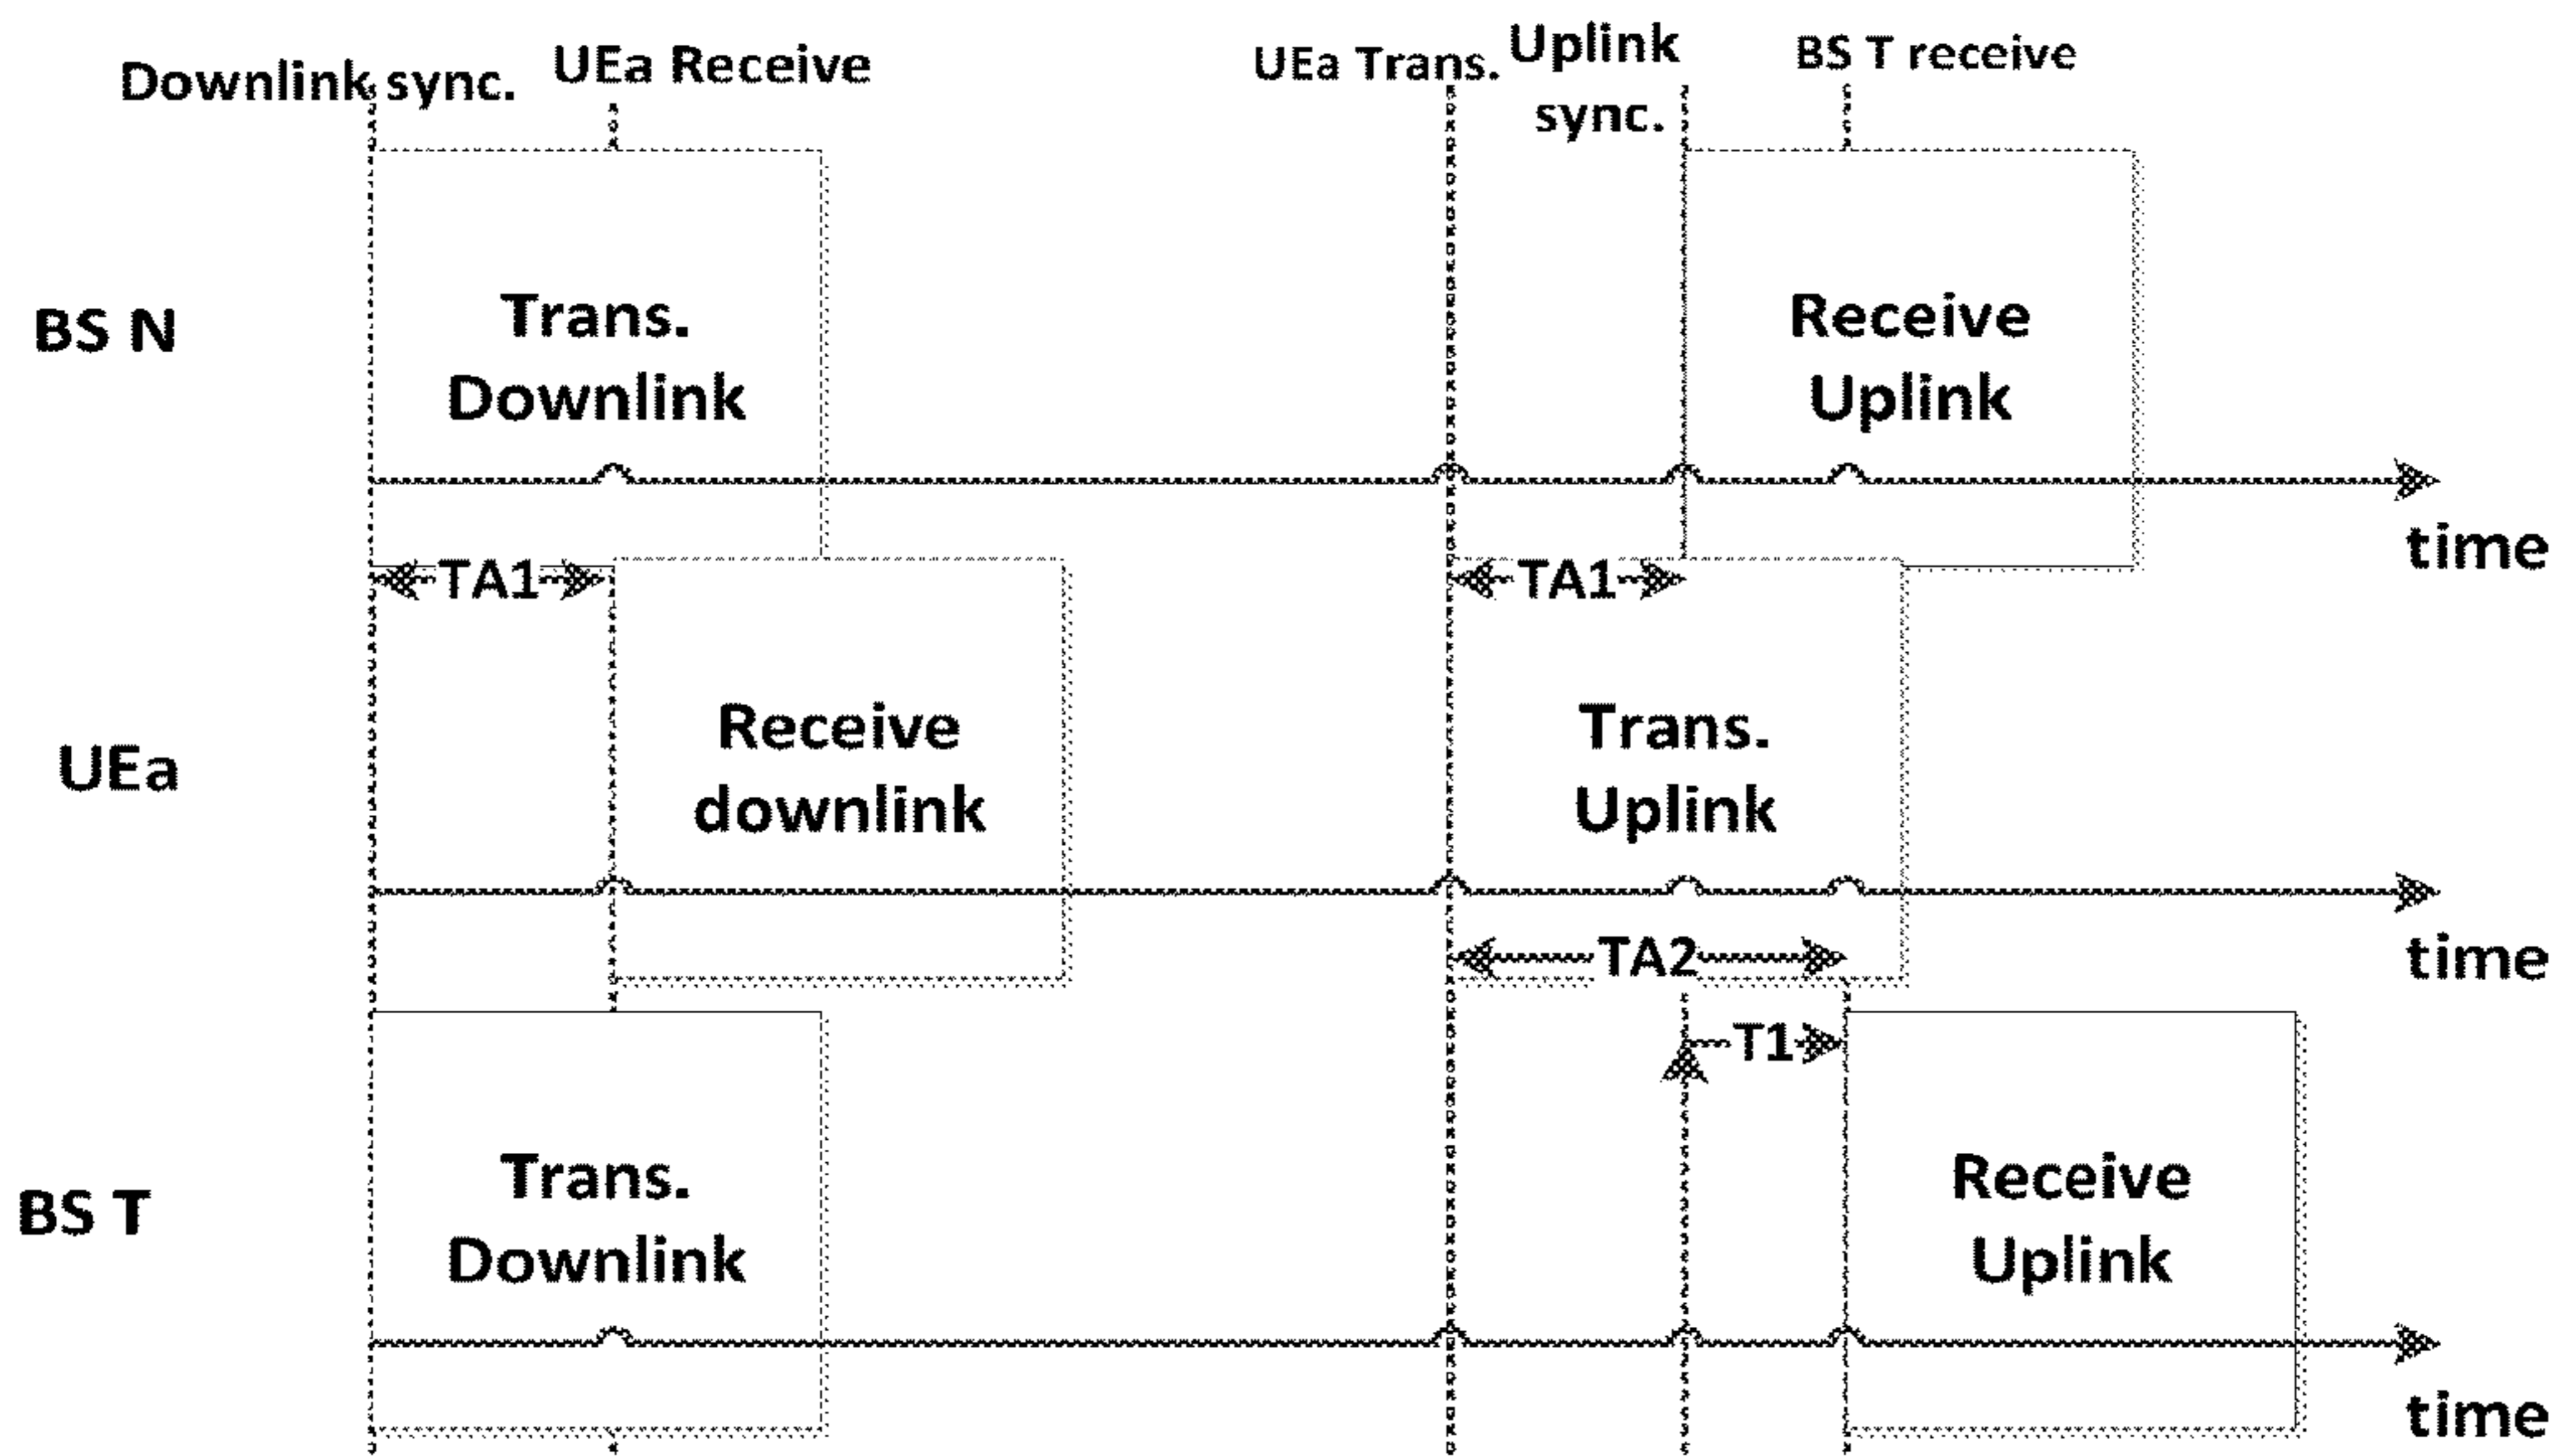 Downlink sync.
UEa Receive
UEa Trans.
Uplink
sync.
BS T receive
BS N
Trans.
Downlink
Receive
Uplink
time
TA1
TA1
UEa
Receive
downlink
Trans.
Uplink
time
TA2
T1
BS T
Trans.
Downlink
Receive
Uplink
time